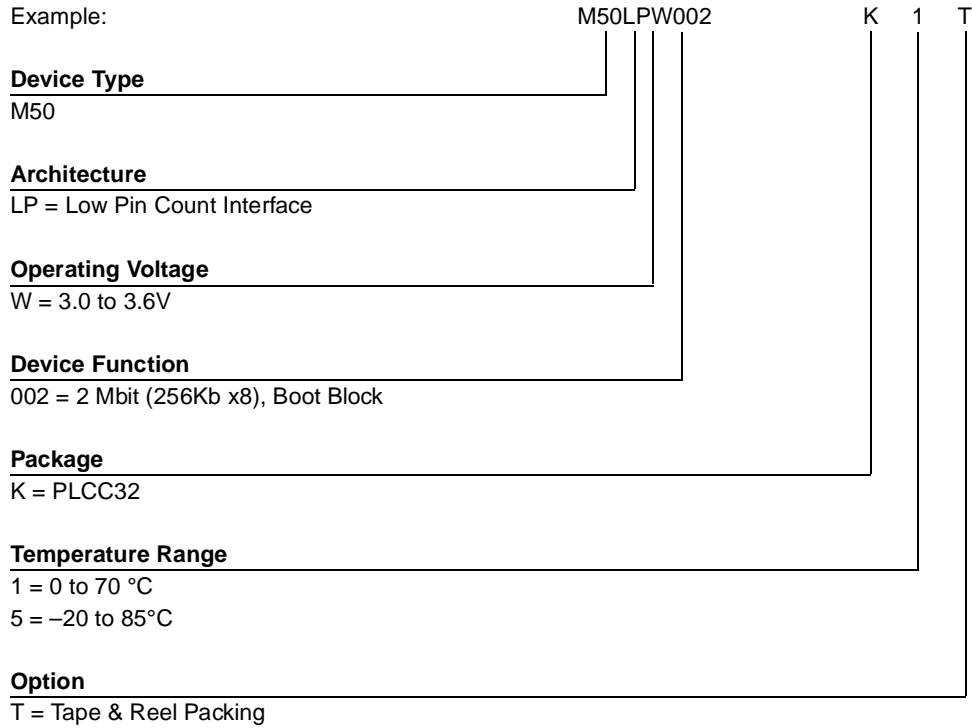 Example: M50LPW002 K 1 T
Device Type
M50
Architecture
LP = Low Pin Count Interface
Operating Voltage
W = 3.0 to 3.6V
Device Function
002 = 2 Mbit (256Kb x8), Boot Block
Package
K = PLCC32
Temperature Range
1 = 0 to 70 °C
5 = –20 to 85°C
Option
T = Tape & Reel Packing